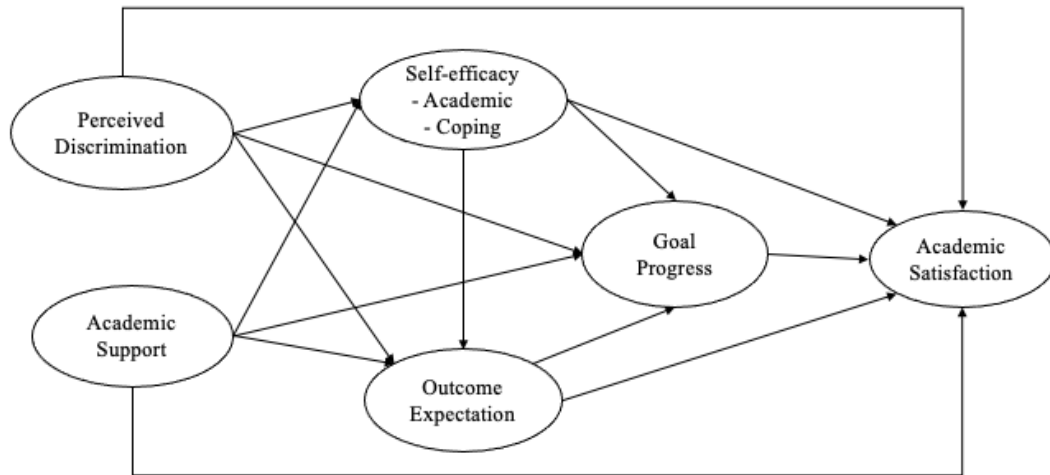 Perceived
Discrimination
Self-efficacy
- Academic
- Coping
Goal
Progress
Academic
Satisfaction
Academic
Support
Outcome
Expectation